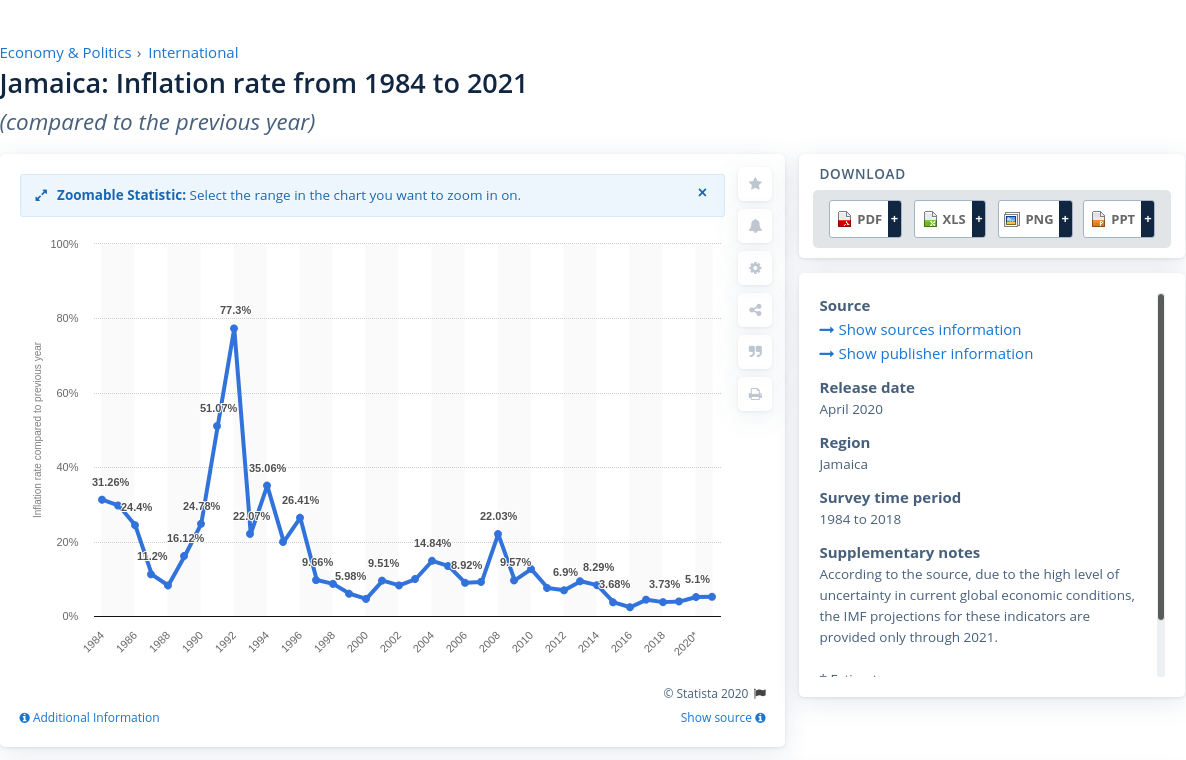 Economy & Politics › International
Jamaica: Inflation rate from 1984 to 2021
(compared to the previous year)
Zoomable Statistic: Select the range in the chart you want to zoom in on.
×
Inflation rate compared to previous year
100%
80%
60%
40%
20%
0%
31.26%
24.4%
11.2%
16.12%
24.78%
51.07%
77.3%
22.07%
35.06%
26.41%
9.66%
5.98%
9.51%
14.84%
8.92%
22.03%
9.57%
6.9%
8.29%
3.68%
3.73%
5.1%
1984
1986
1988
1990
1992
1994
1996
1998
2000
2002
2004
2006
2008
2010
2012
2014
2016
2018
2020*
© Statista 2020
Additional Information
Show source
DOWNLOAD
PDF +
XLS +
PNG +
PPT +
Source
Show sources information
Show publisher information
Release date
April 2020
Region
Jamaica
Survey time period
1984 to 2018
Supplementary notes
According to the source, due to the high level of
uncertainty in current global economic conditions,
the IMF projections for these indicators are
provided only through 2021.